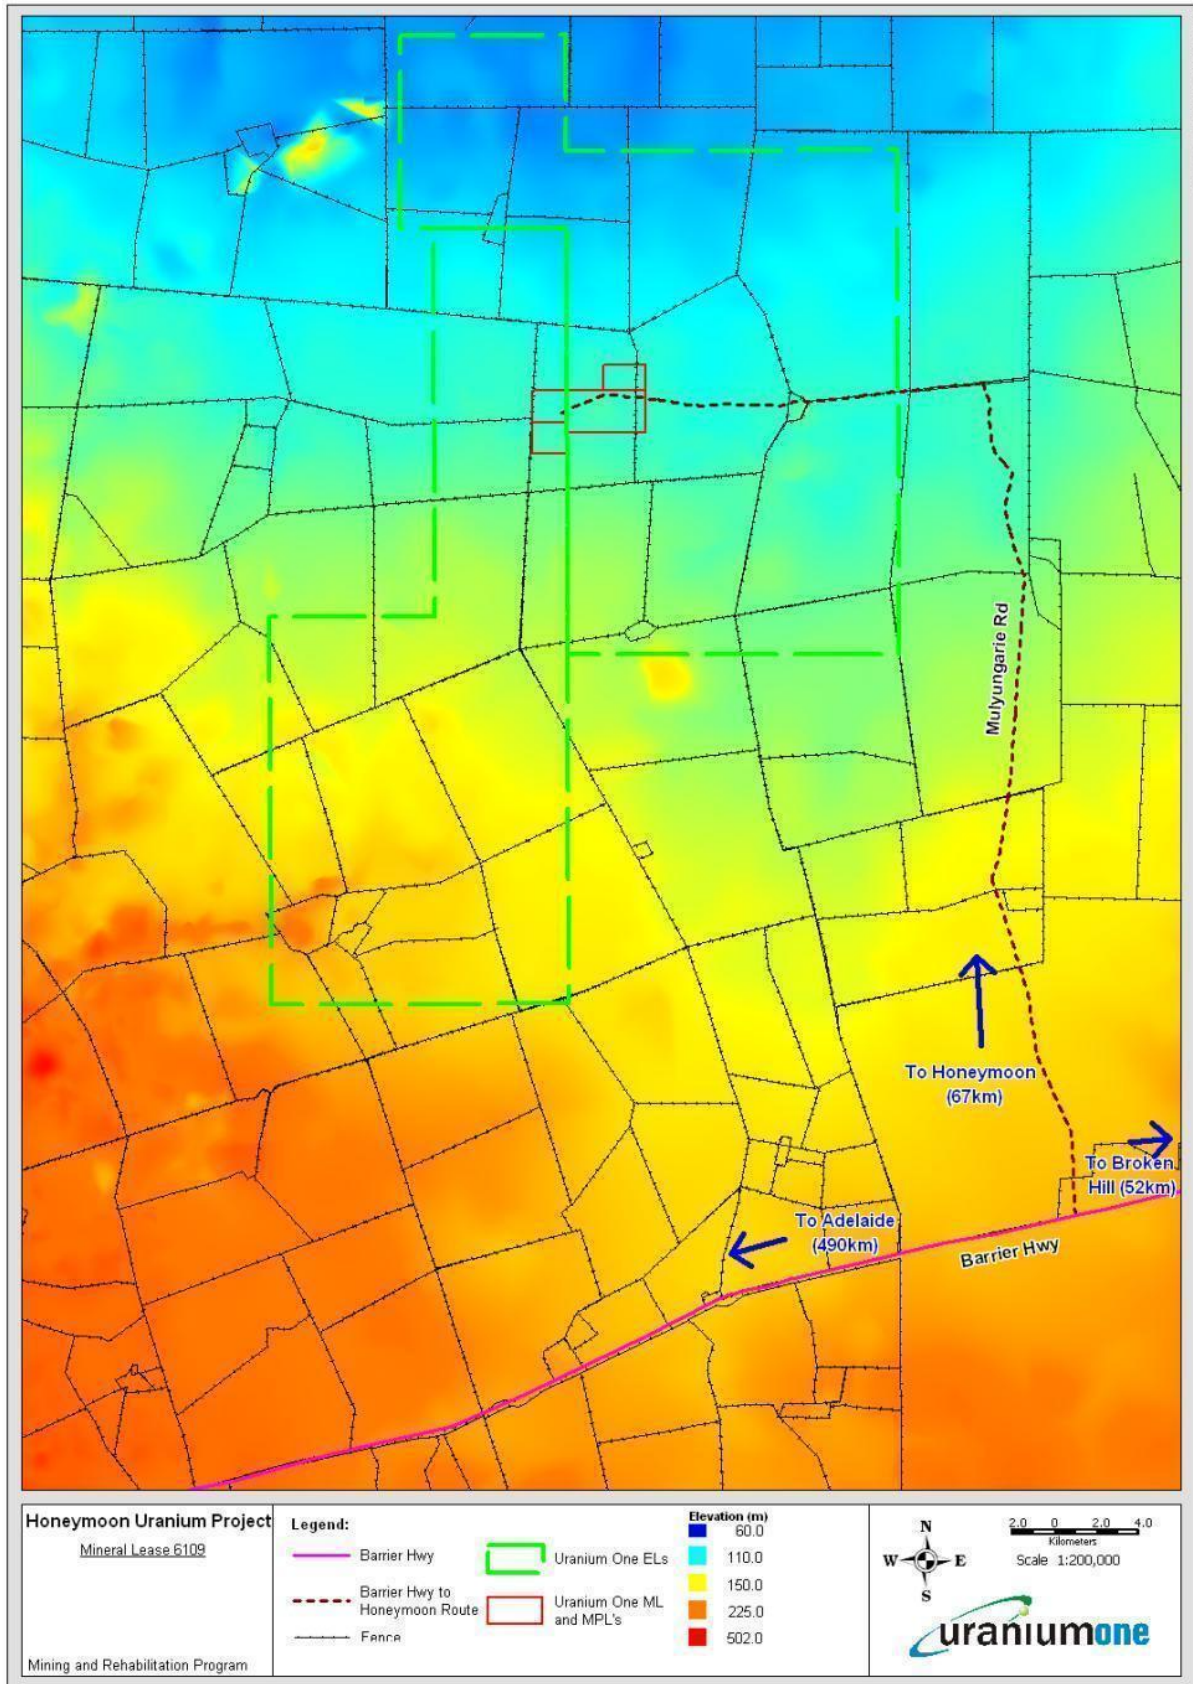 Mulyungarie Rd
To Honeymoon
(67km)
To Broken
Hill (52km)
To Adelaide
(490km)
Barrier Hwy
Honeymoon Uranium Project
Mineral Lease 6109
Mining and Rehabilitation Program
Legend:
Barrier Hwy
Barrier Hwy to
Honeymoon Route
Fence
Uranium One ELs
Uranium One ML
and MPL's
Elevation (m)
60.0
110.0
150.0
225.0
502.0
N
W E
S
2.0 0 2.0 4.0
Kilometers
Scale 1:200,000
uraniumone